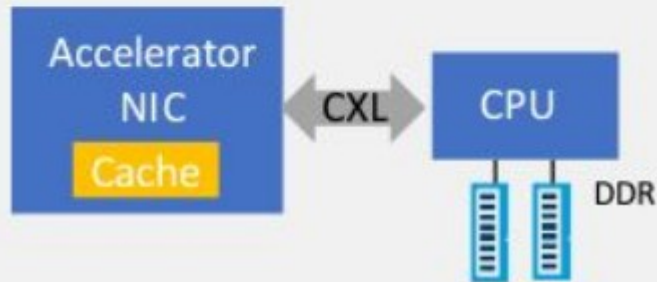 Accelerator
NIC
Cache
CXL
CPU
DDR